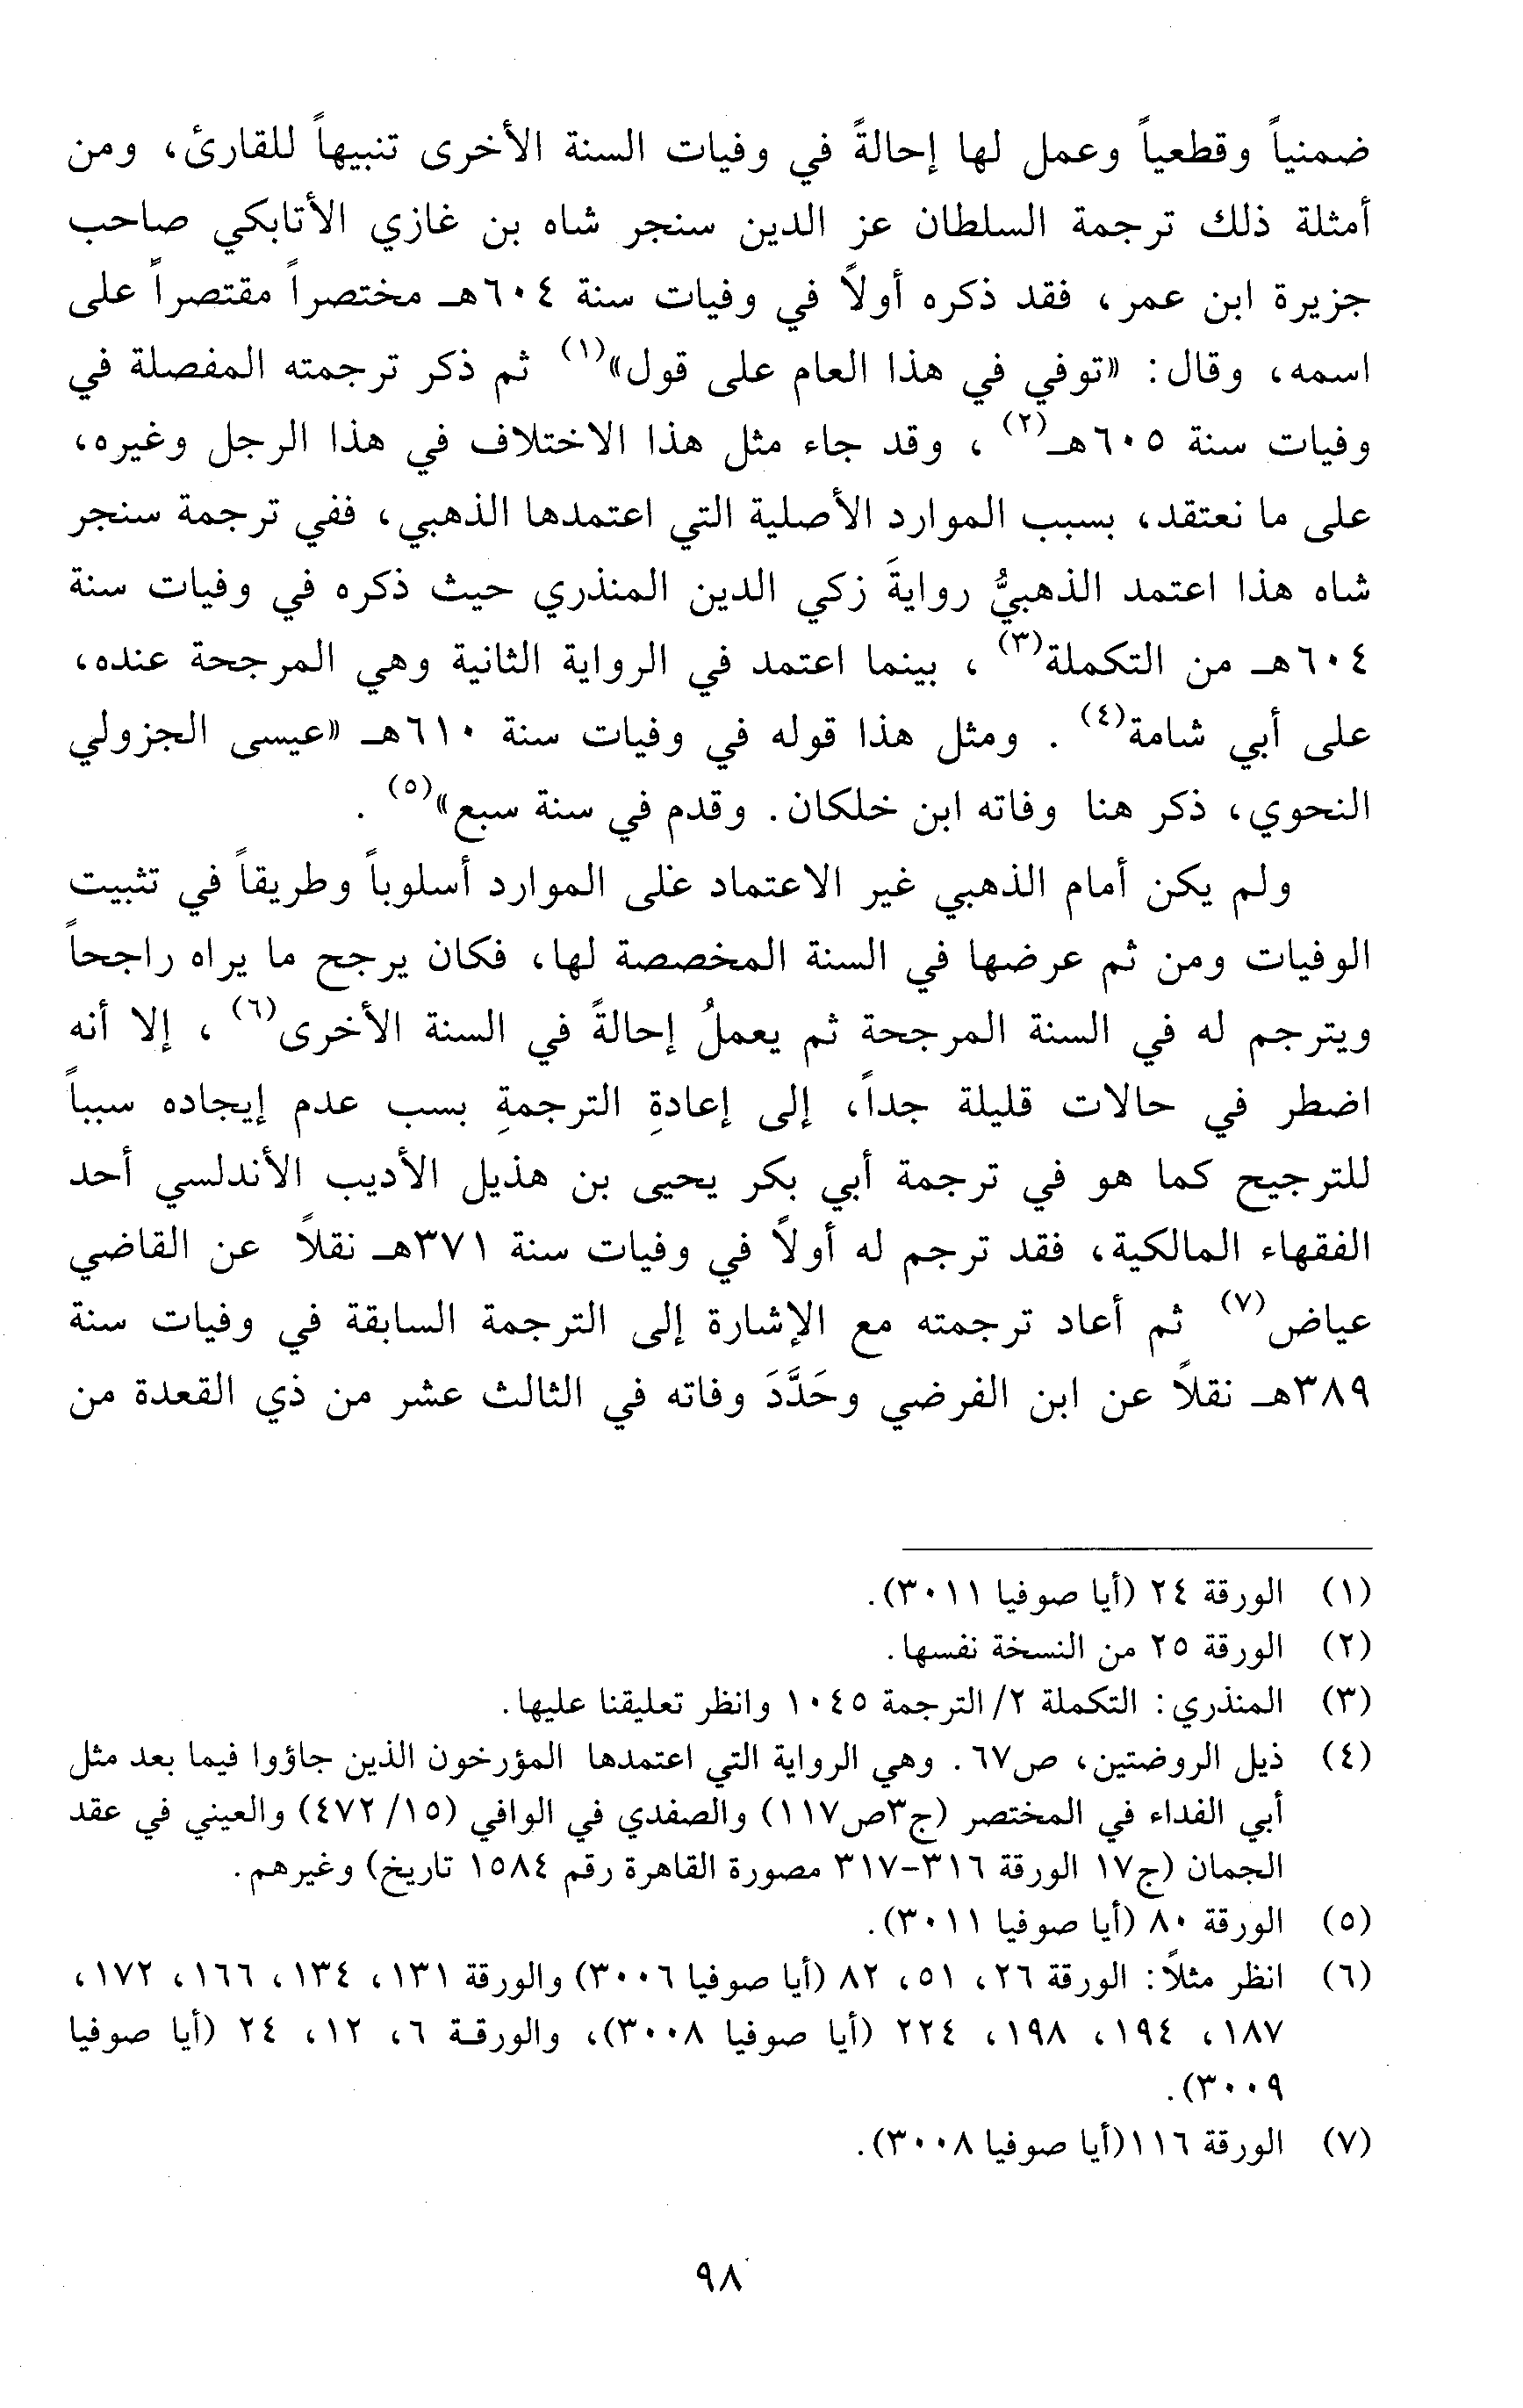 ضمنياً وقطعياً وعمل لها إحالةً في وفيات السنة الأخرى تنبيهاً للقارئ، ومن
أمثلة ذلك ترجمة السلطان عز الدين سنجر شاه بن غازي الأتابكي صاحب
جزيرة ابن عمر، فقد ذكره أولاً في وفيات سنة ٦٠٤هـ مختصراً مقتصراً على
اسمه، وقال: «توفي في هذا العام على قول»(١) ثم ذكر ترجمته المفصلة في
وفيات سنة ٦٠٥هـ(٢)، وقد جاء مثل هذا الاختلاف في هذا الرجل وغيره،
على ما نعتقد، بسبب الموارد الأصلية التي اعتمدها الذهبي، ففي ترجمة سنجر
شاه هذا اعتمد الذهبيُّ روايةَ زكي الدين المنذري حيث ذكره في وفيات سنة
٦٠٤هـ من التكملة(٣)، بينما اعتمد في الرواية الثانية وهي المرجحة عنده،
على أبي شامة(٤). ومثل هذا قوله في وفيات سنة ٦١٠هـ «عيسى الجزولي
النحوي، ذكر هنا وفاته ابن خلكان. وقدم في سنة سبع»(٥).
ولم يكن أمام الذهبي غير الاعتماد على الموارد أسلوباً وطريقاً في تثبيت
الوفيات ومن ثم عرضها في السنة المخصصة لها، فكان يرجح ما يراه راجحاً
ويترجم له في السنة المرجحة ثم يعملُ إحالةً في السنة الأخرى(٦)، إلا أنه
اضطر في حالات قليلة جداً، إلى إعادةِ الترجمةِ بسب عدم إيجاده سبباً
للترجيح كما هو في ترجمة أبي بكر يحيى بن هذيل الأديب الأندلسي أحد
الفقهاء المالكية، فقد ترجم له أولاً في وفيات سنة ٣٧١هـ نقلاً عن القاضي
عياض(٧) ثم أعاد ترجمته مع الإشارة إلى الترجمة السابقة في وفيات سنة
٣٨٩هـ نقلاً عن ابن الفرضي وحَدَّدَ وفاته في الثالث عشر من ذي القعدة من
(١) الورقة ٢٤ (أيا صوفيا ٣٠١١).
(٢) الورقة ٢٥ من النسخة نفسها.
(٣) المنذري: التكملة ٢/ الترجمة ١٠٤٥ وانظر تعليقنا عليها.
(٤) ذيل الروضتين، ص٦٧. وهي الرواية التي اعتمدها المؤرخون الذين جاؤوا فيما بعد مثل
أبي الفداء في المختصر (ج٣ص١١٧) والصفدي في الوافي (١٥/ ٤٧٢) والعيني في عقد
الجمان (ج١٧ الورقة ٣١٦-٣١٧ مصورة القاهرة رقم ١٥٨٤ تاريخ) وغيرهم.
(٥) الورقة ٨٠ (أيا صوفيا ٣٠١١).
(٦) انظر مثلاً: الورقة ٢٦، ٥١، ٨٢ (أيا صوفيا ٣٠٠٦) والورقة ١٣١، ١٣٤، ١٦٦، ١٧٢،
١٨٧، ١٩٤، ١٩٨، ٢٢٤ (أيا صوفيا ٣٠٠٨)، والورقة ٦، ١٢، ٢٤ (أيا صوفيا
٣٠٠٩).
(٧) الورقة ١١٦(أيا صوفيا ٣٠٠٨).
٩٨